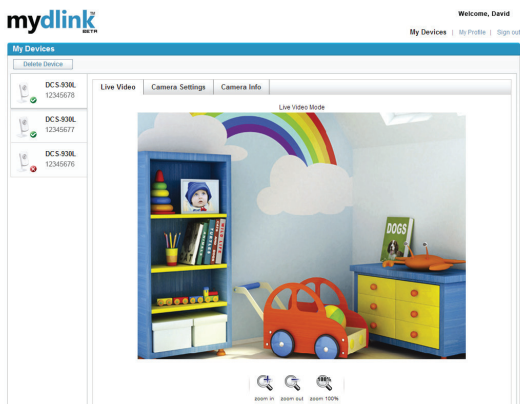 mydlink™
BETA
Welcome, David
My Devices | My Profile | Sign out
My Devices
Delete Device
DCS-930L
12345678
DCS-930L
12345677
DCS-930L
12345676
Live Video
Camera Settings
Camera Info
Live Video Mode
DOGS
100%
zoom in
zoom out
zoom 100%